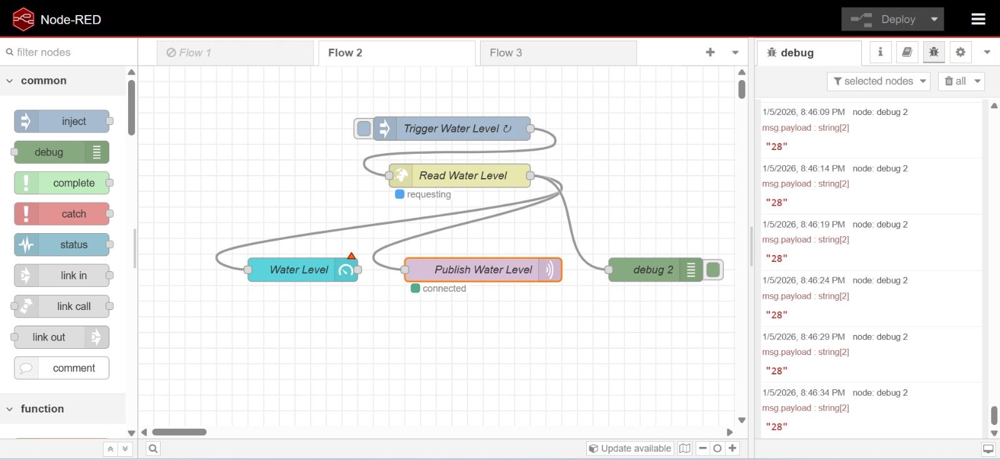 Node-RED
Deploy
filter nodes
Flow 1
Flow 2
Flow 3
debug
i
selected nodes
all
common
inject
debug
complete
catch
status
link in
link call
link out
comment
function
Trigger Water Level ↻
Read Water Level
requesting
Water Level
Publish Water Level
connected
debug 2
1/5/2026, 8:46:09 PM node: debug 2
msg.payload : string[2]
"28"
1/5/2026, 8:46:14 PM node: debug 2
msg.payload : string[2]
"28"
1/5/2026, 8:46:19 PM node: debug 2
msg.payload : string[2]
"28"
1/5/2026, 8:46:24 PM node: debug 2
msg.payload : string[2]
"28"
1/5/2026, 8:46:29 PM node: debug 2
msg.payload : string[2]
"28"
1/5/2026, 8:46:34 PM node: debug 2
msg.payload : string[2]
"28"
Update available